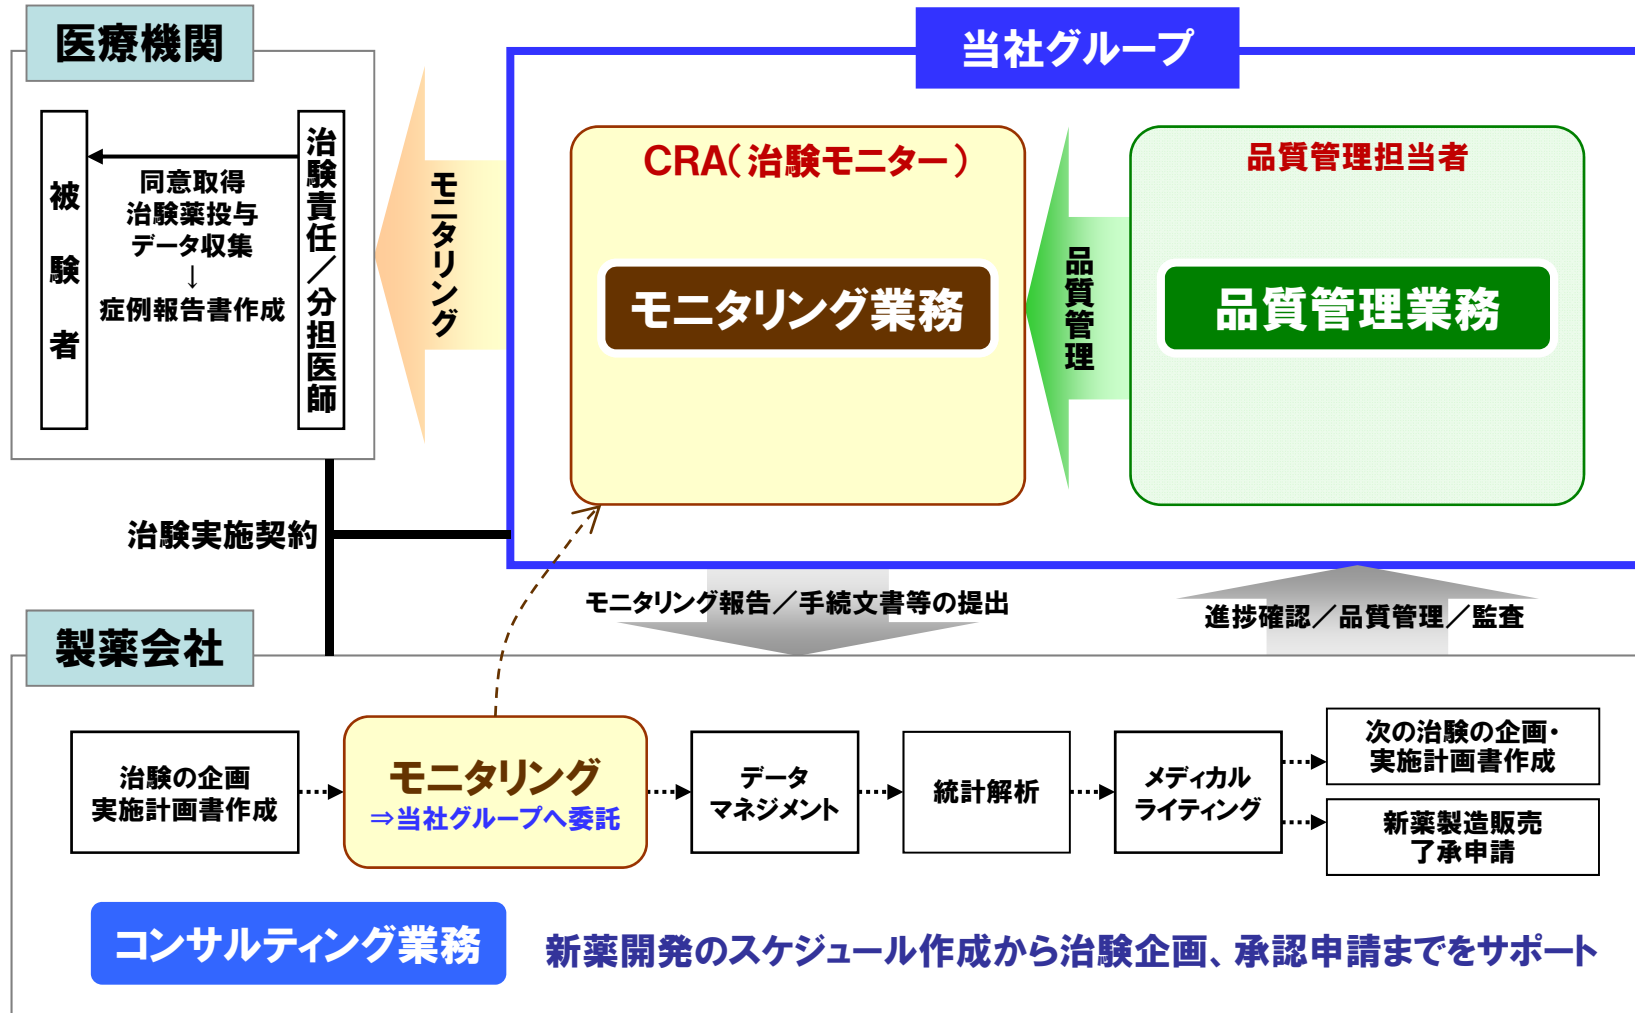 医療機関
当社グループ
被験者
同意取得
治験薬投与
データ収集
↓
症例報告書作成
治験責任／分担医師
モニタリング
CRA（治験モニター）
モニタリング業務
品質管理
品質管理担当者
品質管理業務
治験実施契約
モニタリング報告／手続文書等の提出
進捗確認／品質管理／監査
製薬会社
治験の企画
実施計画書作成
モニタリング
⇒当社グループへ委託
データ
マネジメント
統計解析
メディカル
ライティング
次の治験の企画・
実施計画書作成
新薬製造販売
了承申請
コンサルティング業務
新薬開発のスケジュール作成から治験企画、承認申請までをサポート